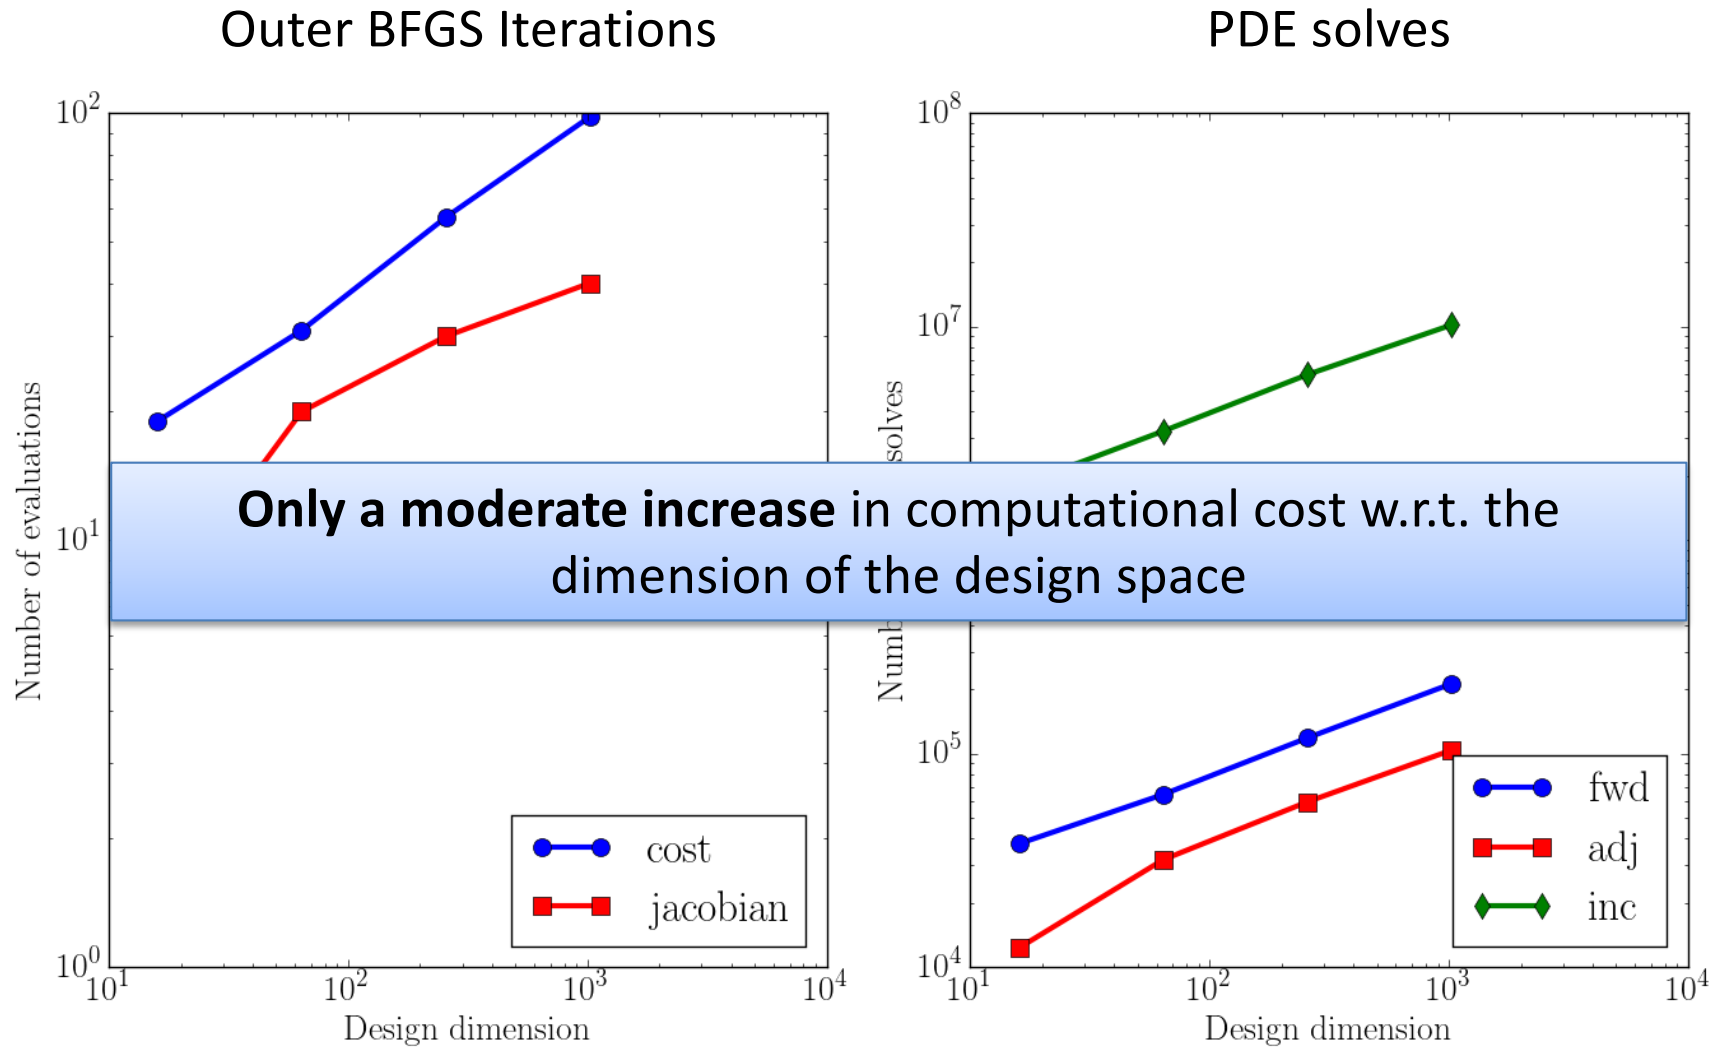 Outer BFGS Iterations
PDE solves
10^2
10^1
10^0
Number of evaluations
10^1 10^2 10^3 10^4
Design dimension
cost
jacobian
10^8
10^7
10^5
10^4
solves
10^1 10^2 10^3 10^4
Design dimension
fwd
adj
inc
Only a moderate increase in computational cost w.r.t. the
dimension of the design space